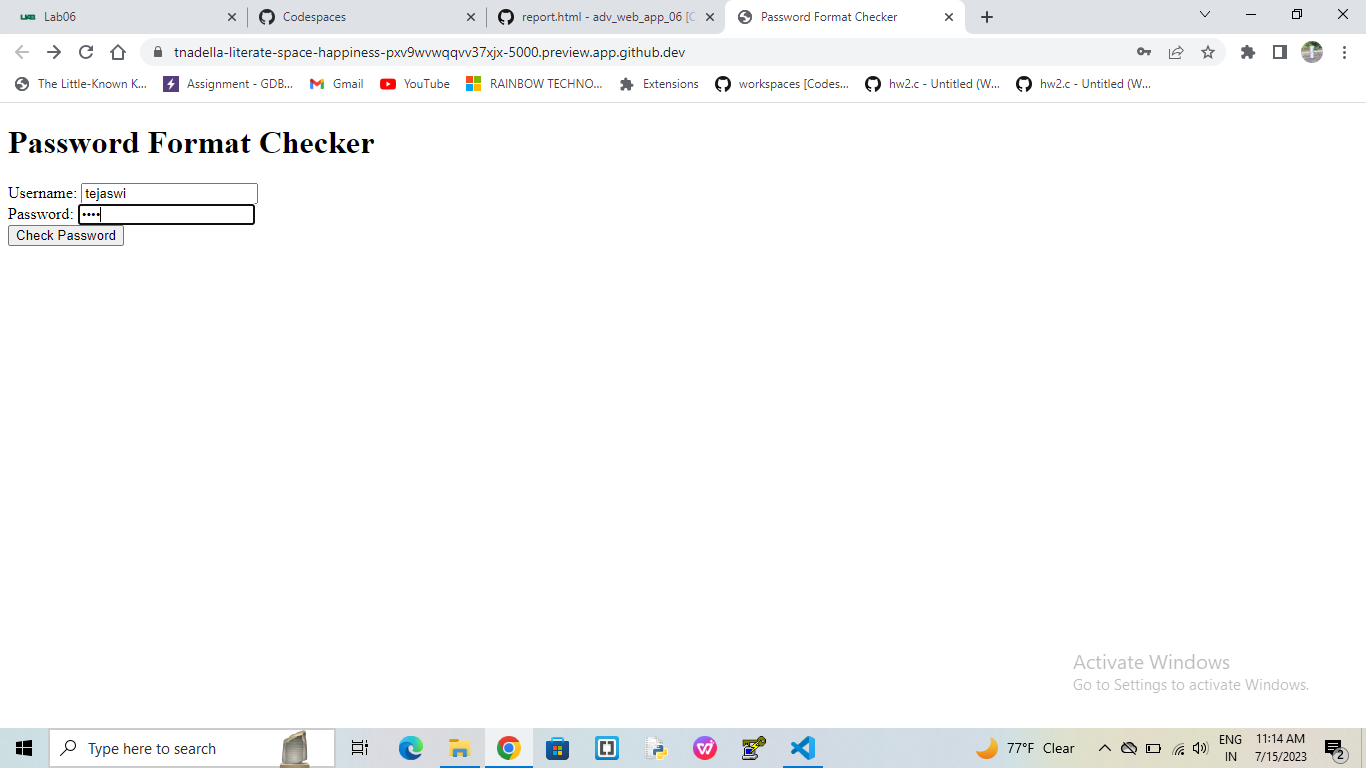 Lab06
Codespaces
report.html - adv_web_app_06 [C
Password Format Checker
tnadella-literate-space-happiness-pxv9wvwqqvv37xjx-5000.preview.app.github.dev
The Little-Known K...
Assignment - GDB...
Gmail
YouTube
RAINBOW TECHNO...
Extensions
workspaces [Codes...
hw2.c - Untitled (W...
hw2.c - Untitled (W...
Password Format Checker
Username: tejaswi
Password: ••••
Check Password
Activate Windows
Go to Settings to activate Windows.
Type here to search
77°F Clear
ENG
IN
11:14 AM
7/15/2023
2